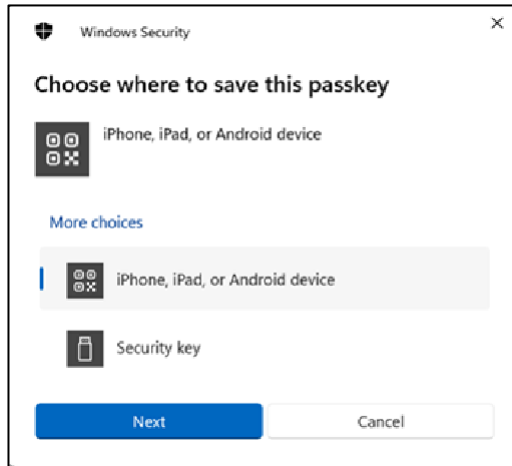 Windows Security
Choose where to save this passkey
iPhone, iPad, or Android device
More choices
iPhone, iPad, or Android device
Security key
Next
Cancel